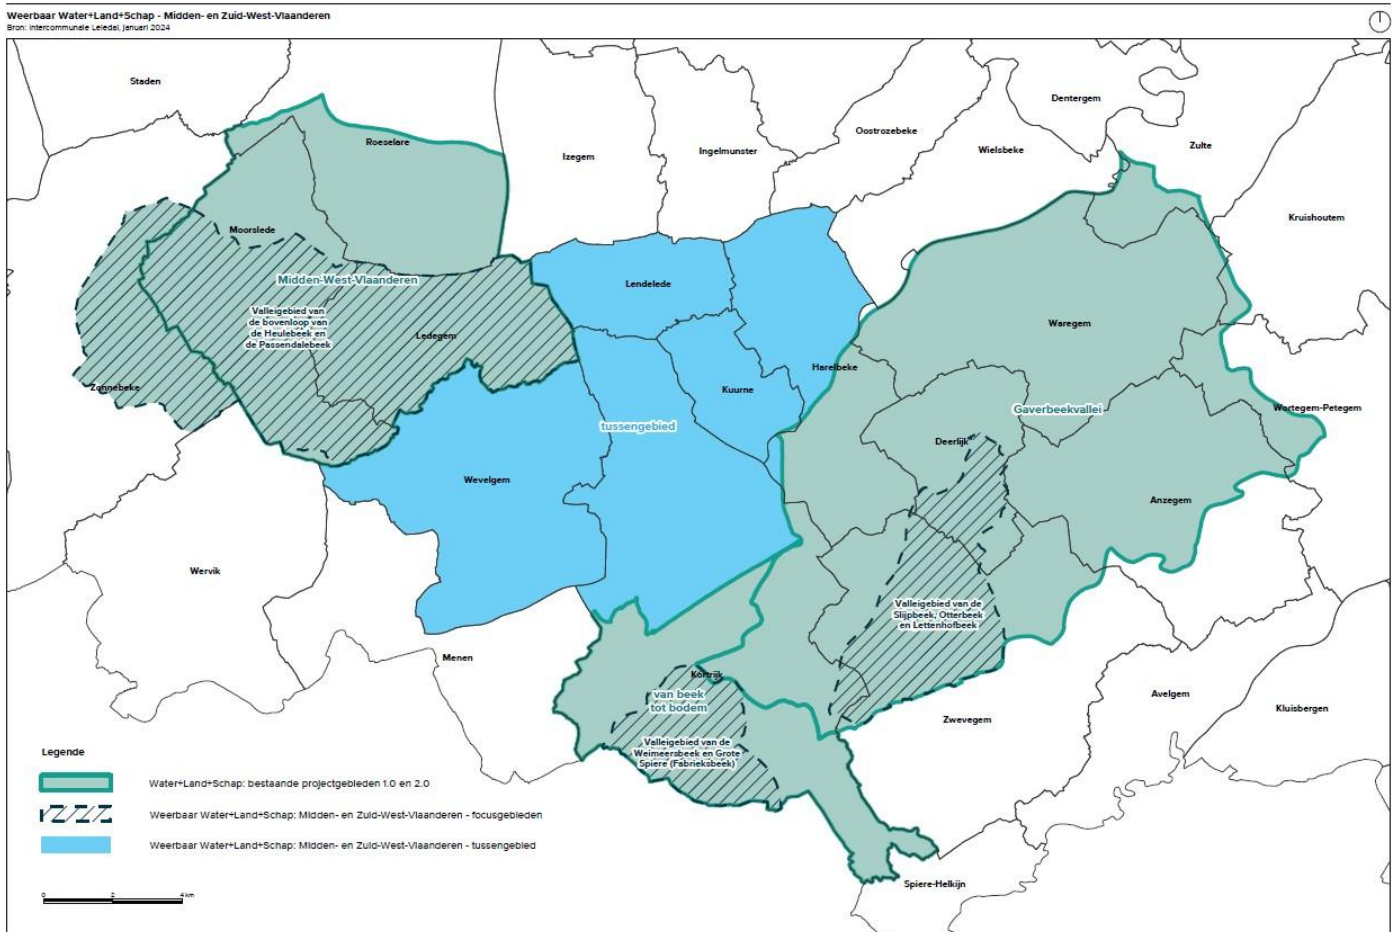 Weerbaar Water+Land+Schap - Midden- en Zuid-West-Vlaanderen
Bron: Intercommunale Leiedal, januari 2024
Staden
Dentergem
Roeselare
Oostrozebeke
Izegem
Ingelmunster
Wielsbeke
Zulte
Kruishoutem
Moorslede
Midden-West-Vlaanderen
Lendelede
Valleigebied van
de bovenloop van
de Heulebeek en
de Passendalebeek
Ledegem
Waregem
Zonnebeke
Kuurne
Harelbeke
Gaverbeekvallei
Wortegem-Petegem
tussengebied
Deerlijk
Wevelgem
Anzegem
Wervik
Valleigebied van de
Slijpbeek, Otterbeek
en Lettenhofbeek
Menen
Kortrijk
van beek
tot bodem
Avelgem
Kluisbergen
Zwevegem
Valleigebied van de
Weimeersbeek en Grote
Spiere (Fabrieksbeek)
Spiere-Helkijn
Legende
Water+Land+Schap: bestaande projectgebieden 1.0 en 2.0
Weerbaar Water+Land+Schap: Midden- en Zuid-West-Vlaanderen - focusgebieden
Weerbaar Water+Land+Schap: Midden- en Zuid-West-Vlaanderen - tussengebied
0 2 4 km